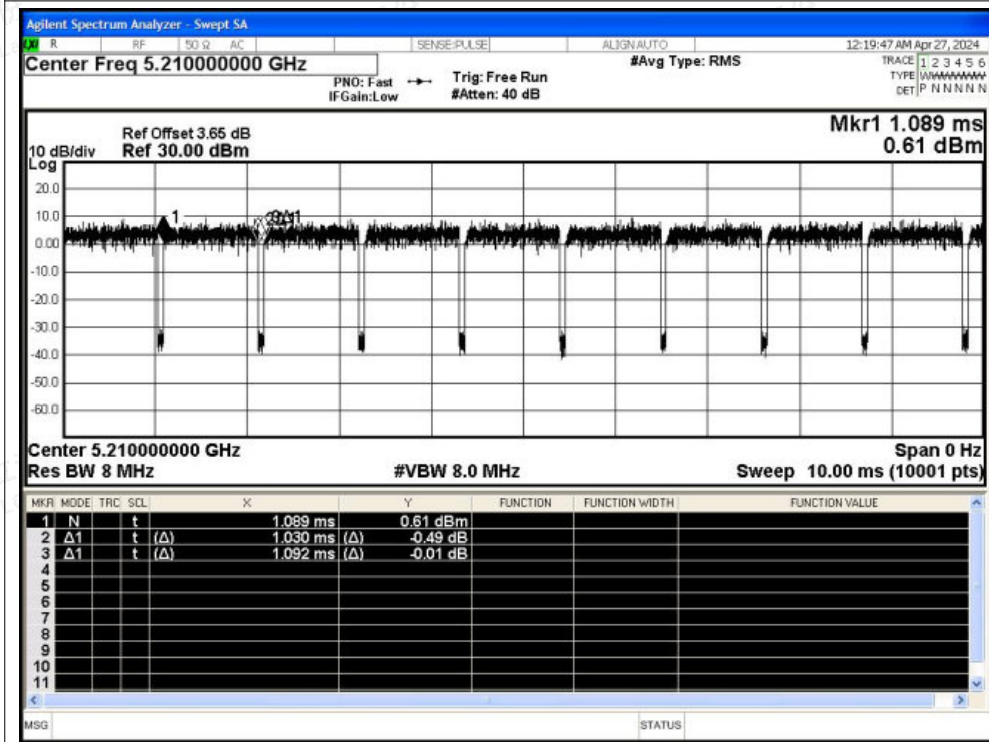 Agilent Spectrum Analyzer - Swept SA
LXI R RF 50 Ω AC SENSE:PULSE ALIGN AUTO 12:19:47 AM Apr 27, 2024
Center Freq 5.210000000 GHz #Avg Type: RMS TRACE 1 2 3 4 5 6
PNO: Fast Trig: Free Run TYPE WWWWWW
IFGain:Low #Atten: 40 dB DET P N N N N N
Mkr1 1.089 ms
Ref Offset 3.65 dB
10 dB/div Ref 30.00 dBm 0.61 dBm
Log
20.0
10.0
1
0.00
-10.0
-20.0
-30.0
-40.0
-50.0
-60.0
Center 5.210000000 GHz Span 0 Hz
Res BW 8 MHz #VBW 8.0 MHz Sweep 10.00 ms (10001 pts)
MKR MODE TRC SCL X Y FUNCTION FUNCTION WIDTH FUNCTION VALUE
1 N t 1.089 ms 0.61 dBm
2 Δ1 t (Δ) 1.030 ms (Δ) -0.49 dB
3 Δ1 t (Δ) 1.092 ms (Δ) -0.01 dB
4
5
6
7
8
9
10
11
MSG STATUS